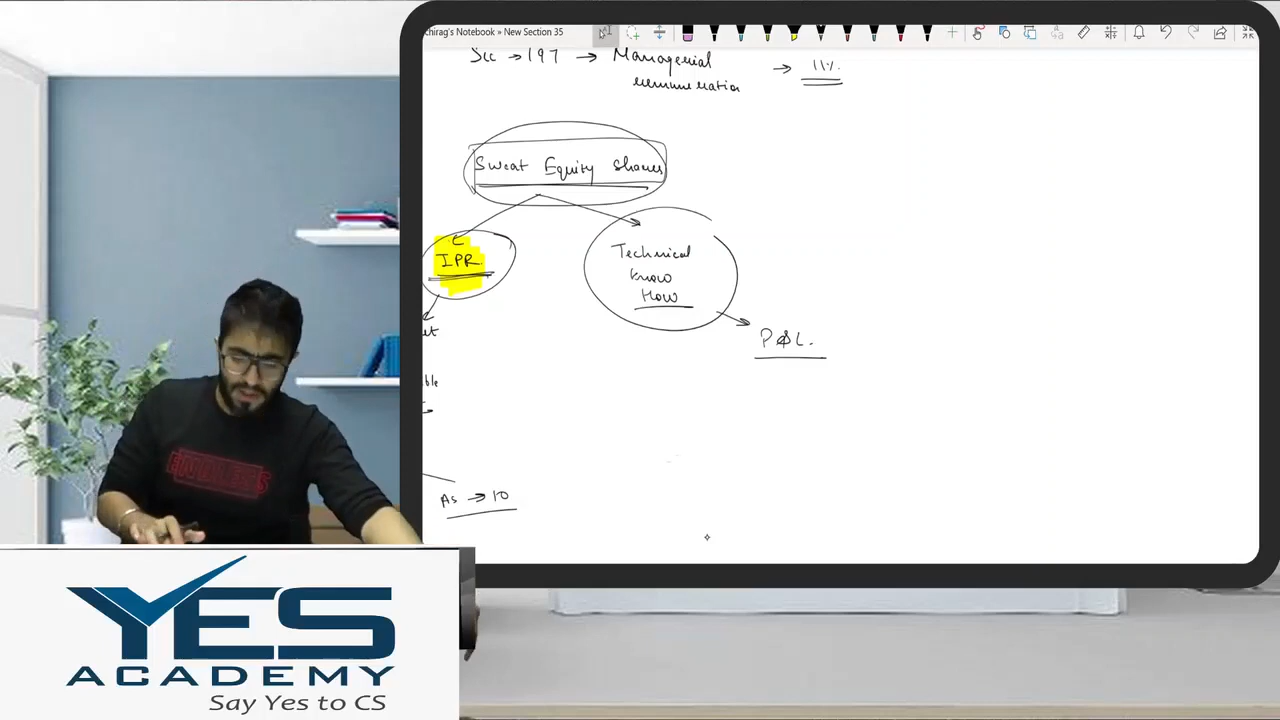 chirag's Notebook » New Section 35
Sec → 197 → Managerial → 11%
remuneration
Sweat Equity Shares
IPR
Technical
Know
How
P&L.
As → 10
ENDLESS
YES
ACADEMY
Say Yes to CS